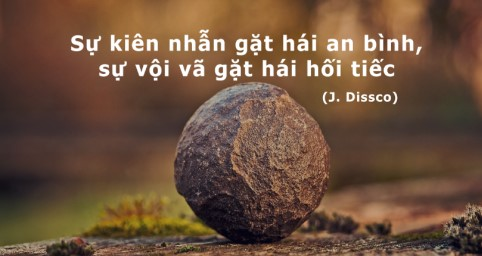 Sự kiên nhẫn gặt hái an bình,
sự vội vã gặt hái hối tiếc
(J. Dissco)